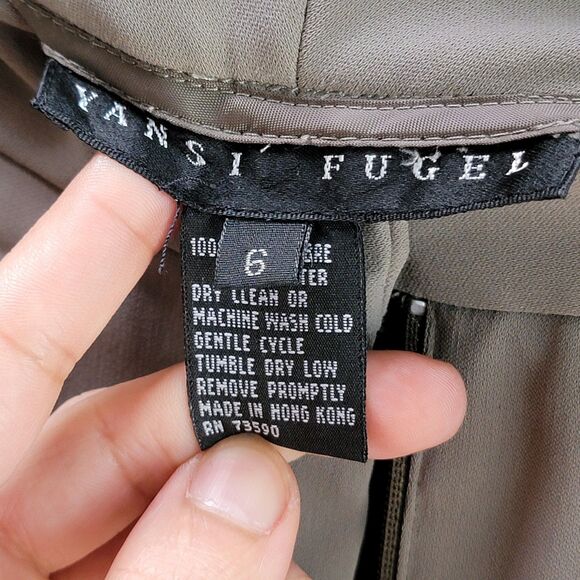 YANSI FUGEL
6
100
DRY CLEAN OR
MACHINE WASH COLD
GENTLE CYCLE
TUMBLE DRY LOW
REMOVE PROMPTLY
MADE IN HONG KONG
RN 73590